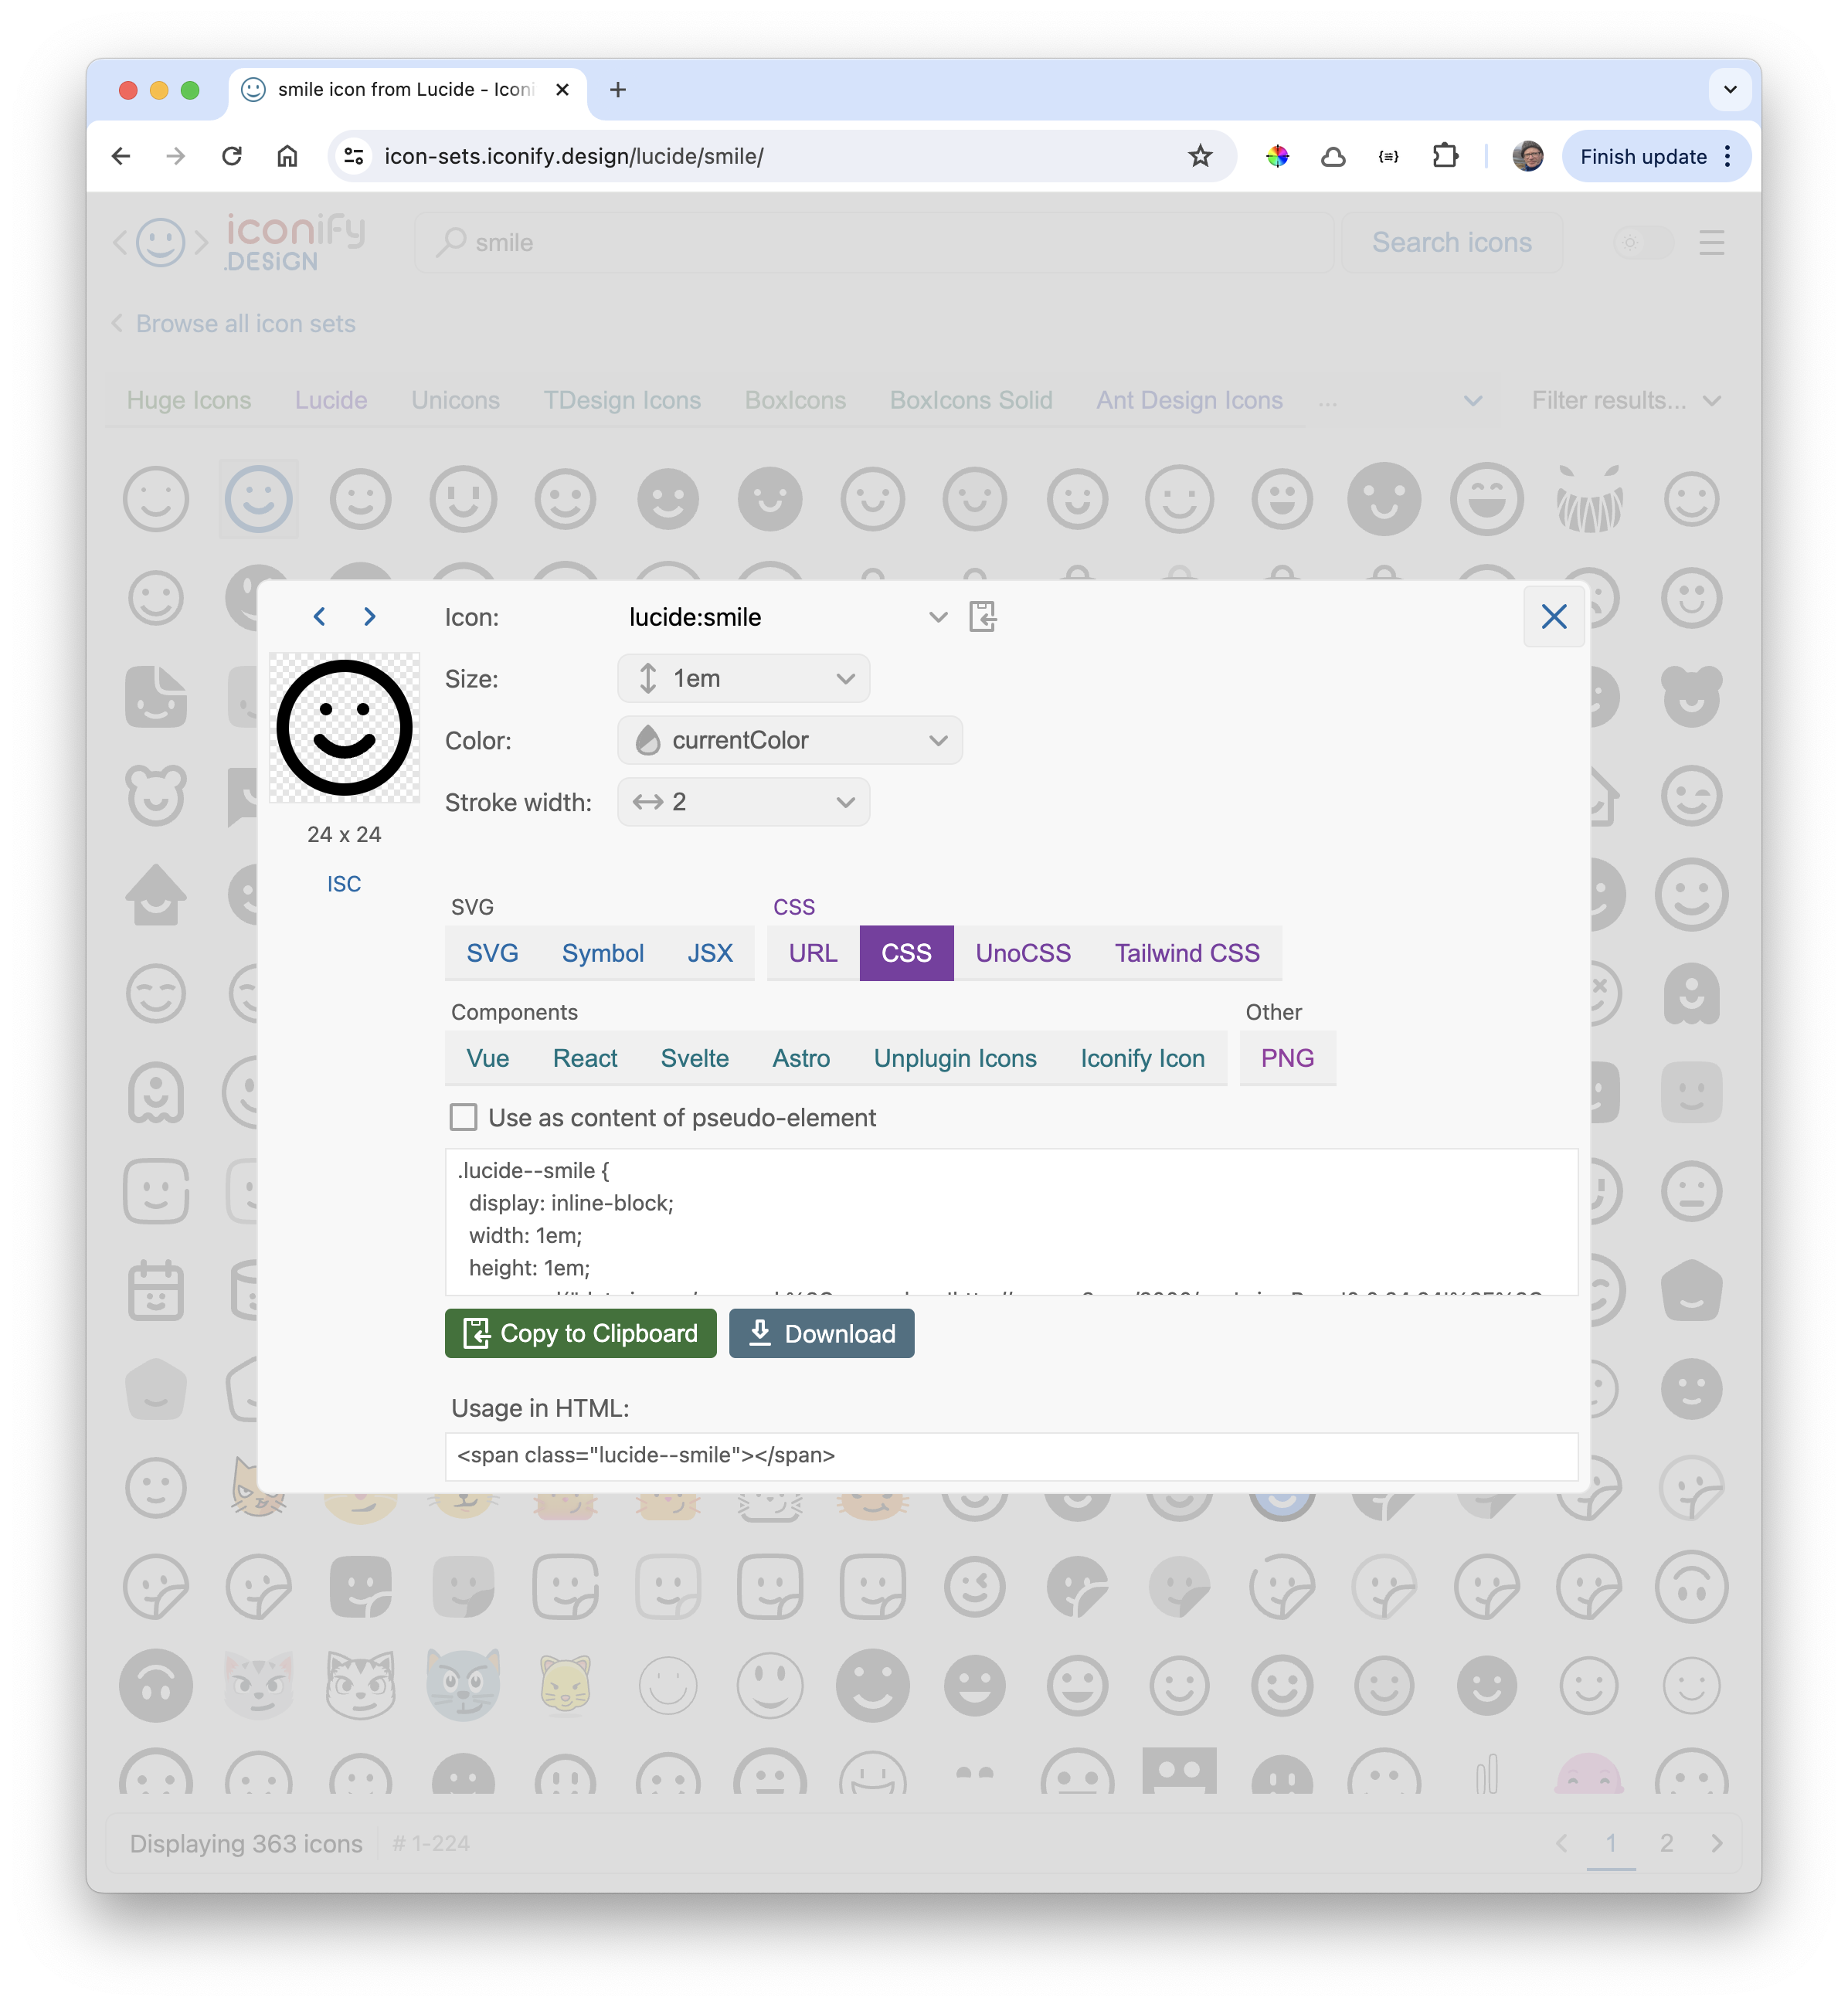 smile icon from Lucide - Iconi
icon-sets.iconify.design/lucide/smile/
Finish update
iconify
.DESiGN
smile
Search icons
Browse all icon sets
Huge Icons
Lucide
Unicons
TDesign Icons
BoxIcons
BoxIcons Solid
Ant Design Icons
...
Filter results...
Icon:
lucide:smile
Size:
1em
Color:
currentColor
Stroke width:
2
24 x 24
ISC
SVG
CSS
SVG
Symbol
JSX
URL
CSS
UnoCSS
Tailwind CSS
Components
Other
Vue
React
Svelte
Astro
Unplugin Icons
Iconify Icon
PNG
Use as content of pseudo-element
.lucide--smile {
display: inline-block;
width: 1em;
height: 1em;
Copy to Clipboard
Download
Usage in HTML:
<span class="lucide--smile"></span>
Displaying 363 icons
# 1-224
1
2